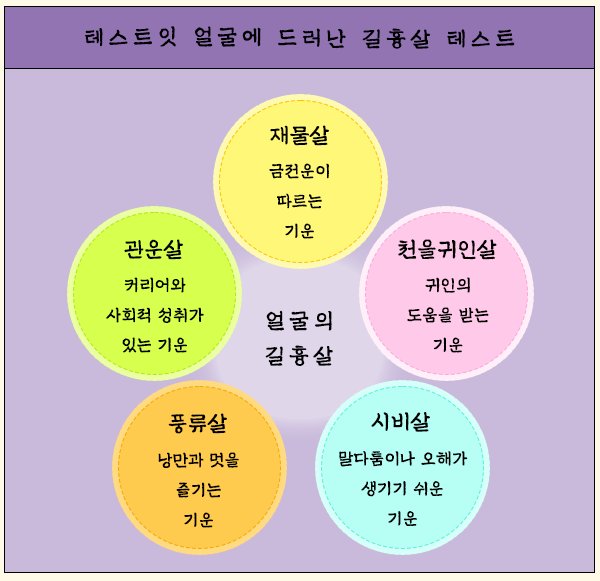 테스트잇 얼굴에 드러난 길흉살 테스트
재물살
금전운이
따르는
기운
관운살
커리어와
사회적 성취가
있는 기운
천을귀인살
귀인의
도움을 받는
기운
얼굴의
길흉살
풍류살
낭만과 멋을
즐기는
기운
시비살
말다툼이나 오해가
생기기 쉬운
기운